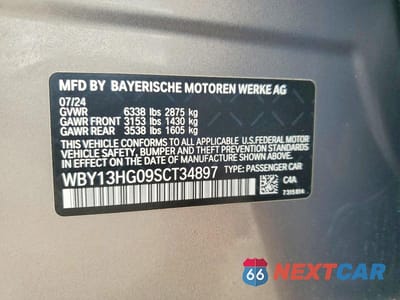 MFD BY BAYERISCHE MOTOREN WERKE AG
07/24
GVWR 6338 lbs 2875 kg
GAWR FRONT 3153 lbs 1430 kg
GAWR REAR 3538 lbs 1605 kg
THIS VEHICLE CONFORMS TO ALL APPLICABLE
U.S.FEDERAL MOTOR
VEHICLE SAFETY, BUMPER, AND THEFT PREVENTION STANDARDS
IN EFFECT ON THE DATE OF MANUFACTURE SHOWN ABOVE.
WBY13HG09SCT34897 TYPE: PASSENGER CAR
C4A
66 NEXTCAR